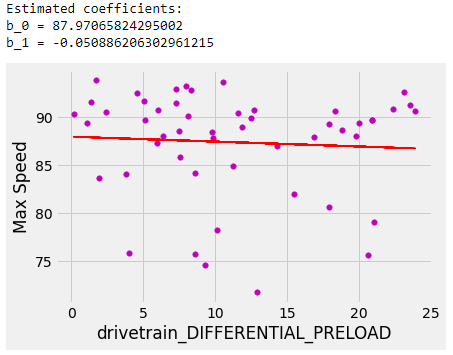 Estimated coefficients:
b_0 = 87.97065824295002
b_1 = -0.050886206302961215
90
85
80
75
Max Speed
0 5 10 15 20 25
drivetrain_DIFFERENTIAL_PRELOAD